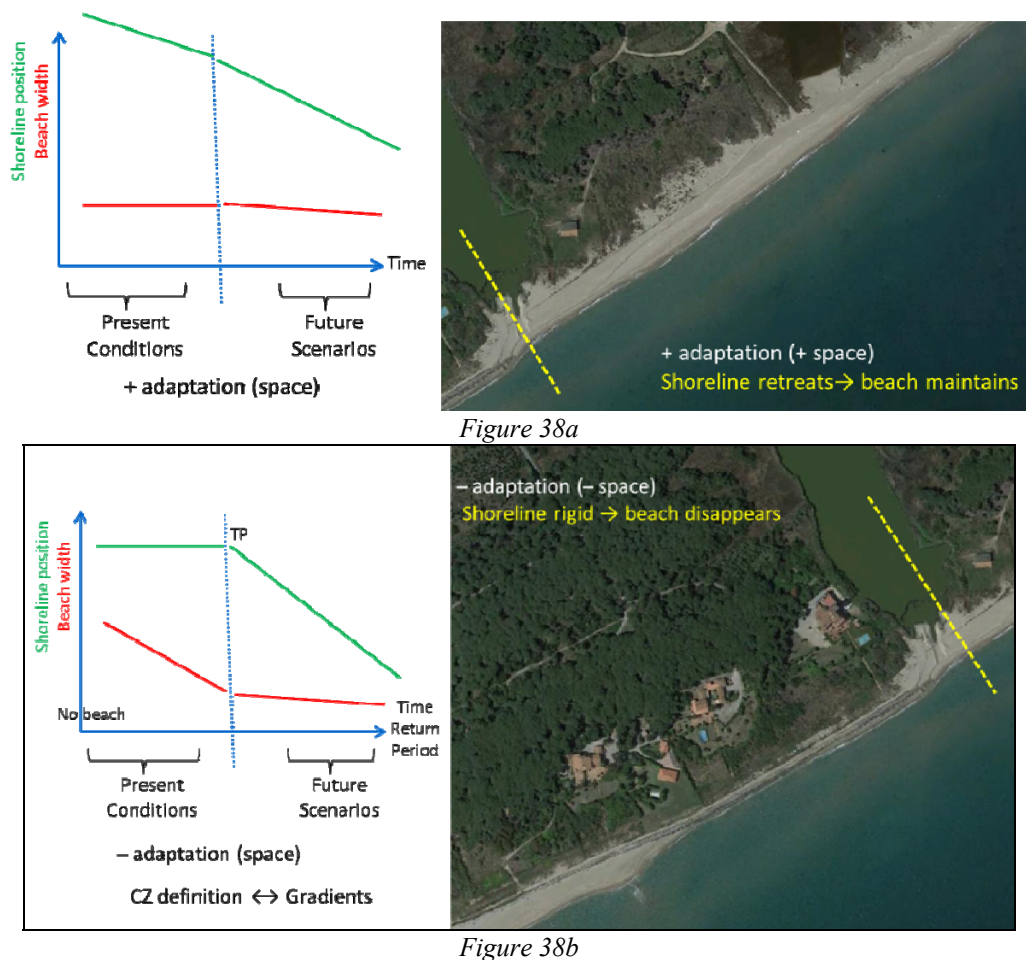 Shoreline position
Beach width
Time
Present
Conditions
Future
Scenarios
+ adaptation (space)
+ adaptation (+ space)
Shoreline retreats→ beach maintains
Figure 38a
Shoreline position
Beach width
TP
No beach
Time
Return
Period
Present
Conditions
Future
Scenarios
– adaptation (space)
CZ definition ↔ Gradients
– adaptation (– space)
Shoreline rigid → beach disappears
Figure 38b